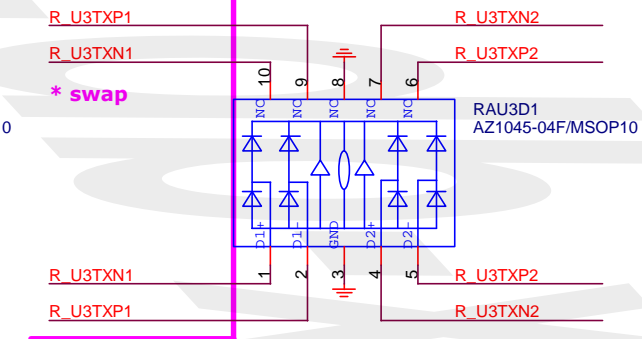 R_U3TXP1
R_U3TXN2
R_U3TXN1
R_U3TXP2
* swap
10 9 8 7 6
NC NC NC NC NC
RAU3D1
AZ1045-04F/MSOP10
0
D1+ D1- GND D2+ D2-
1 2 3 4 5
R_U3TXN1
R_U3TXP2
R_U3TXP1
R_U3TXN2